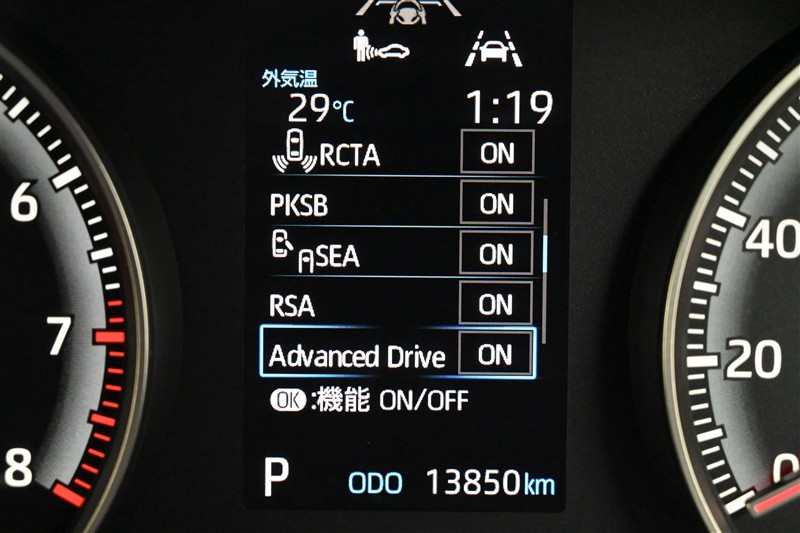 外気温
29℃ 1:19
RCTA ON
PKSB ON
SEA ON
RSA ON
Advanced Drive ON
OK :機能 ON/OFF
P ODO 13850km
6
7
8
40
20
0